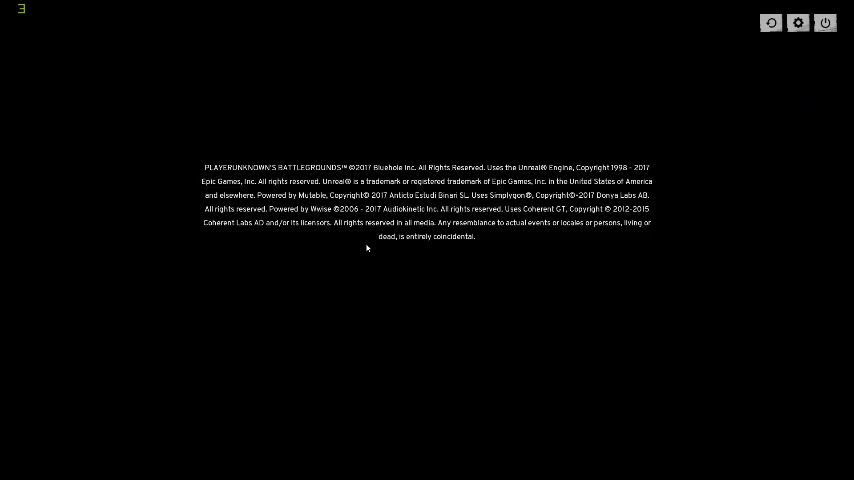 3
PLAYERUNKNOWN'S BATTLEGROUNDS™ ©2017 Bluehole Inc. All Rights Reserved. Uses the Unreal® Engine, Copyright 1998 - 2017
Epic Games, Inc. All rights reserved. Unreal® is a trademark or registered trademark of Epic Games, Inc. in the United States of America
and elsewhere. Powered by Mutable, Copyright© 2017 Anticto Estudi Binari SL. Uses Simplygon®, Copyright©-2017 Donya Labs AB.
All rights reserved. Powered by Wwise ©2006 - 2017 Audiokinetic Inc. All rights reserved. Uses Coherent GT, Copyright © 2012-2015
Coherent Labs AD and/or its licensors. All rights reserved in all media. Any resemblance to actual events or locales or persons, living or
dead, is entirely coincidental.